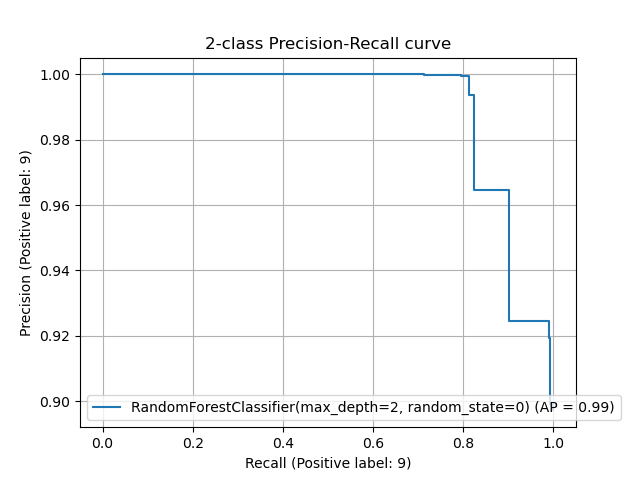 2-class Precision-Recall curve
1.00
0.98
0.96
0.94
0.92
0.90
Precision (Positive label: 9)
RandomForestClassifier(max_depth=2, random_state=0) (AP = 0.99)
0.0 0.2 0.4 0.6 0.8 1.0
Recall (Positive label: 9)